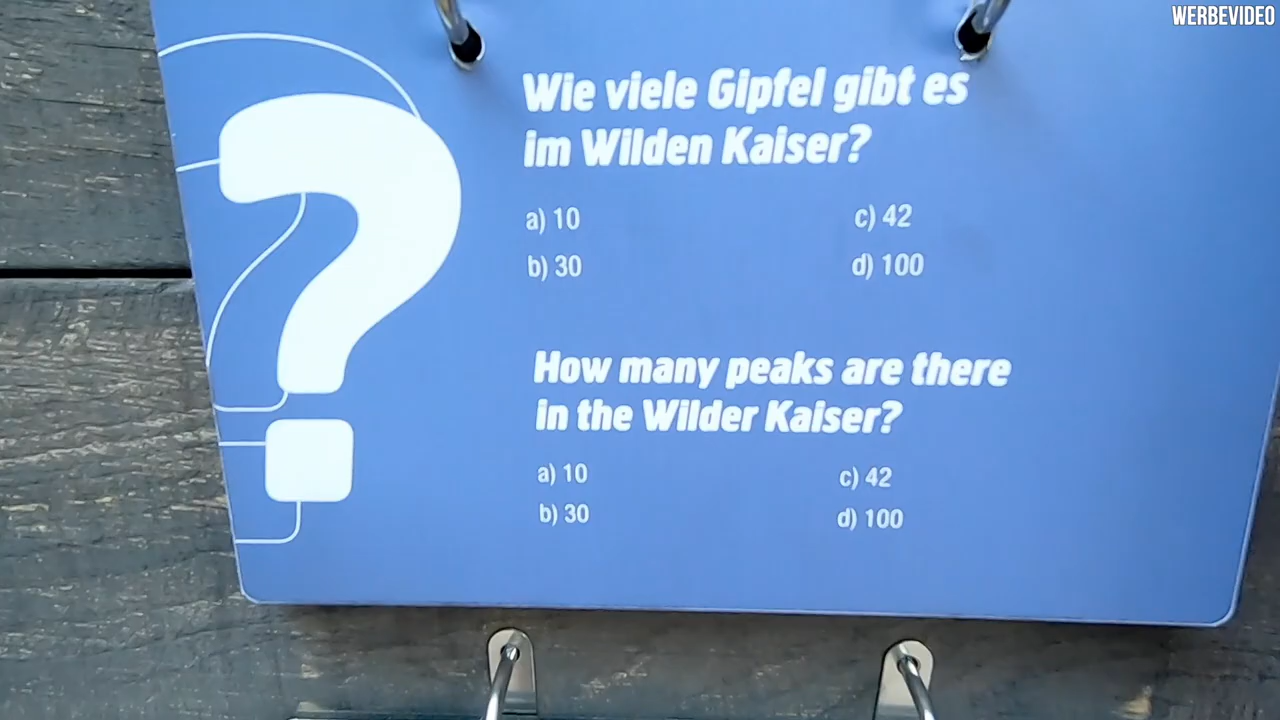 WERBEVIDEO
Wie viele Gipfel gibt es
im Wilden Kaiser?
a) 10
c) 42
b) 30
d) 100
How many peaks are there
in the Wilder Kaiser?
a) 10
c) 42
b) 30
d) 100